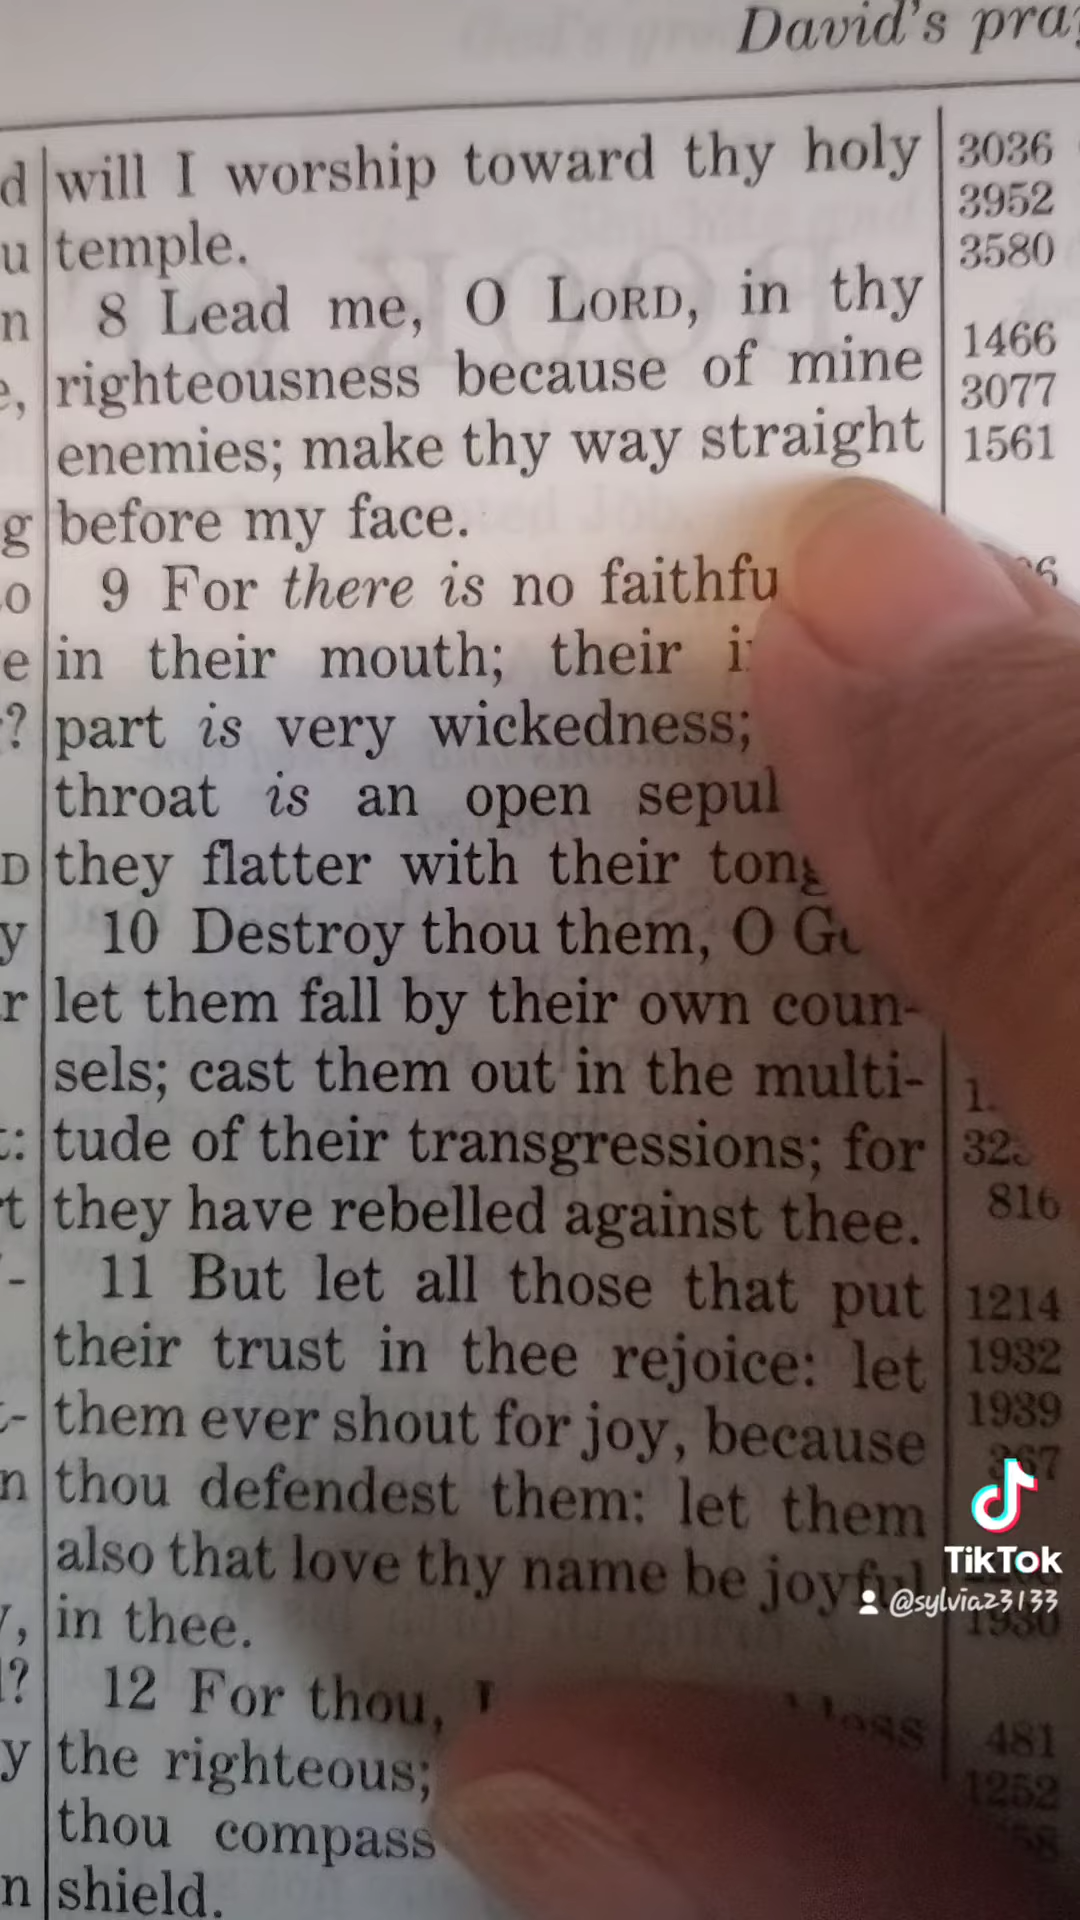 David's
will I worship toward thy holy
temple.
8 Lead me, O LORD, in thy
righteousness because of mine
enemies; make thy way straight
before my face.
9 For there is no
in their mouth; their
part is very wickedness;
throat is an open
they flatter with their
10 Destroy thou them, O
let them fall by their own coun-
sels; cast them out in the multi-
tude of their transgressions; for
they have rebelled against thee.
11 But let all those that put
their trust in thee rejoice: let
them ever shout for joy, because
thou defendest them: let them
also that love thy name be joyful
in thee.
12 For thou,
the righteous;
thou compass
shield.
3036
3952
3580
1466
3077
1561
816
1214
1932
1939
367
1930
481
1252
TikTok
@sylvia23133